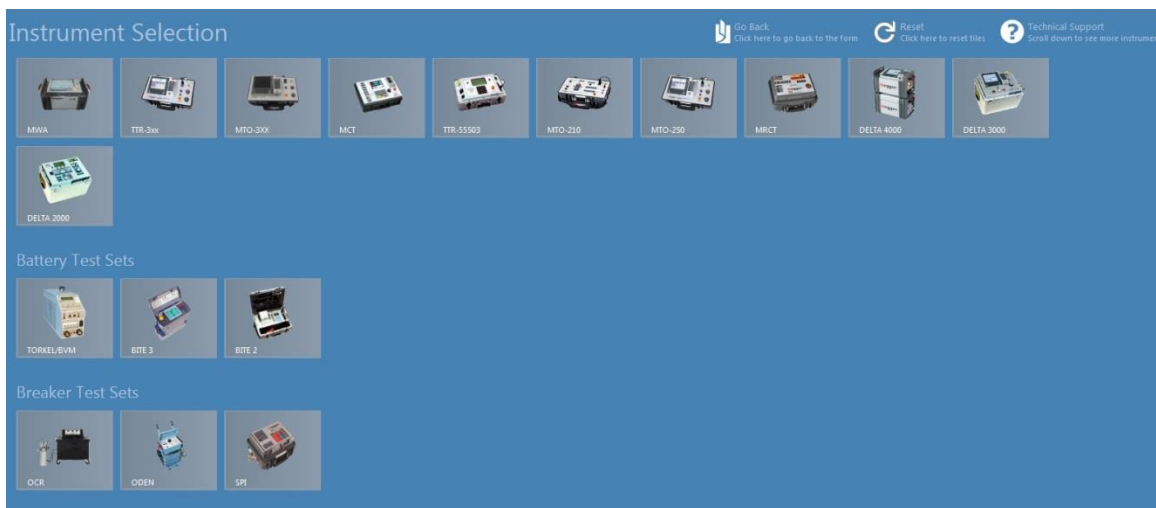 Instrument Selection
Go Back
Click here to go back to the form
Reset
Click here to reset tiles
Technical Support
Scroll down to see more instrume
MWA
TTR-3xx
MTO-3XX
MCT
TTR-55503
MTO-210
MTO-250
MRCT
DELTA 4000
DELTA 3000
DELTA 2000
Battery Test Sets
TORKEL/BVM
BITE 3
BITE 2
Breaker Test Sets
OCR
ODEN
SPI